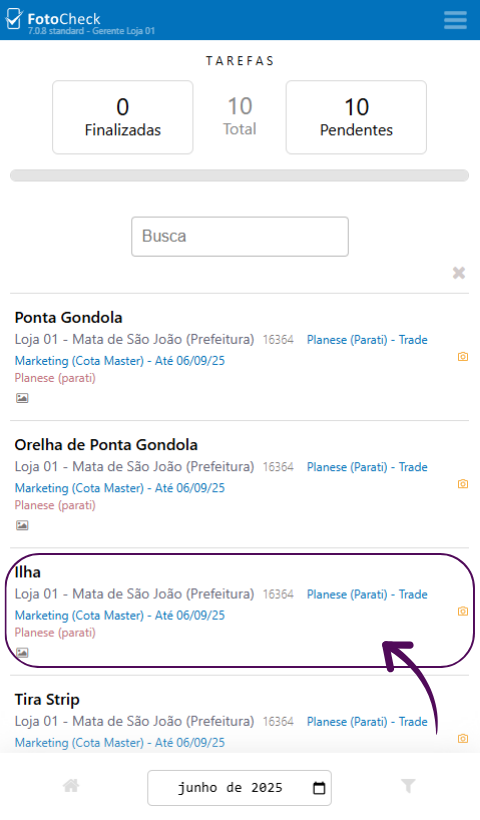 FotoCheck
7.0.8 standard - Gerente Loja 01
TAREFAS
0
Finalizadas
10
Total
10
Pendentes
Busca
Ponta Gondola
Loja 01 - Mata de São João (Prefeitura) 16364 Planese (Parati) - Trade
Marketing (Cota Master) - Até 06/09/25
Planese (parati)
Orelha de Ponta Gondola
Loja 01 - Mata de São João (Prefeitura) 16364 Planese (Parati) - Trade
Marketing (Cota Master) - Até 06/09/25
Planese (parati)
Ilha
Loja 01 - Mata de São João (Prefeitura) 16364 Planese (Parati) - Trade
Marketing (Cota Master) - Até 06/09/25
Planese (parati)
Tira Strip
Loja 01 - Mata de São João (Prefeitura) 16364 Planese (Parati) - Trade
Marketing (Cota Master) - Até 06/09/25
junho de 2025